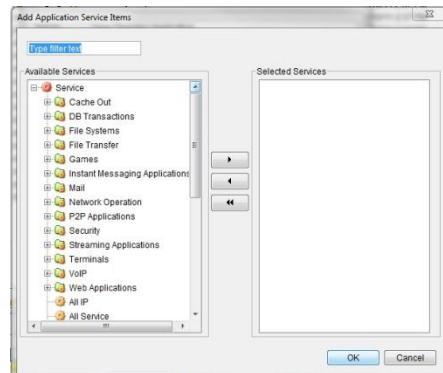 Add Application Service Items
Type filter text
Available Services
Service
Cache Out
DB Transactions
File Systems
File Transfer
Games
Instant Messaging Applications
Mail
Network Operation
P2P Applications
Security
Streaming Applications
Terminals
VoIP
Web Applications
All IP
All Service
Selected Services
OK
Cancel